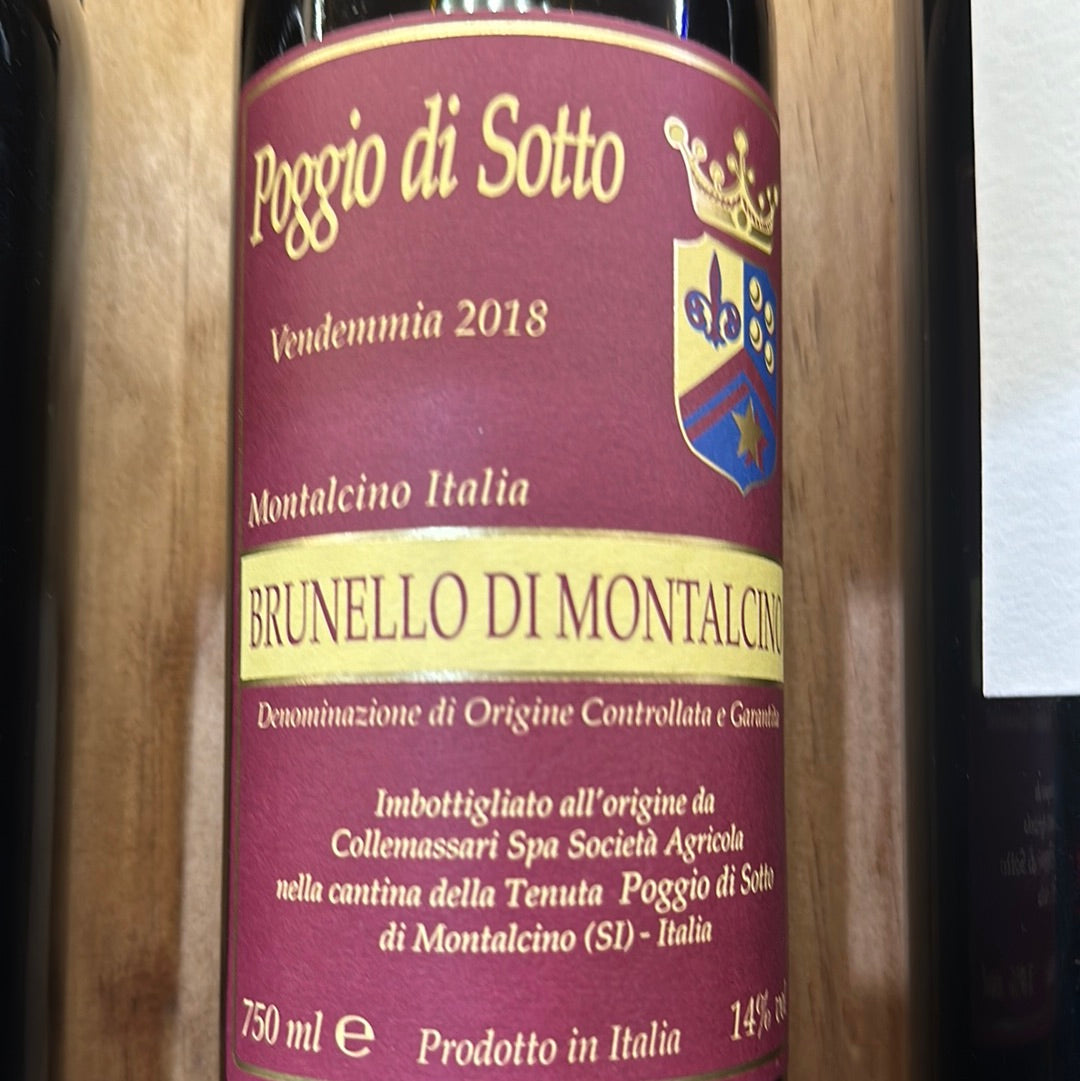 Poggio di Sotto
Vendemmia 2018
Montalcino Italia
BRUNELLO DI MONTALCINO
Denominazione di Origine Controllata e Garantita
Imbottigliato all'origine da
Collemassari Spa Società Agricola
nella cantina della Tenuta Poggio di Sotto
di Montalcino (SI) - Italia
750 ml e Prodotto in Italia 14% vol